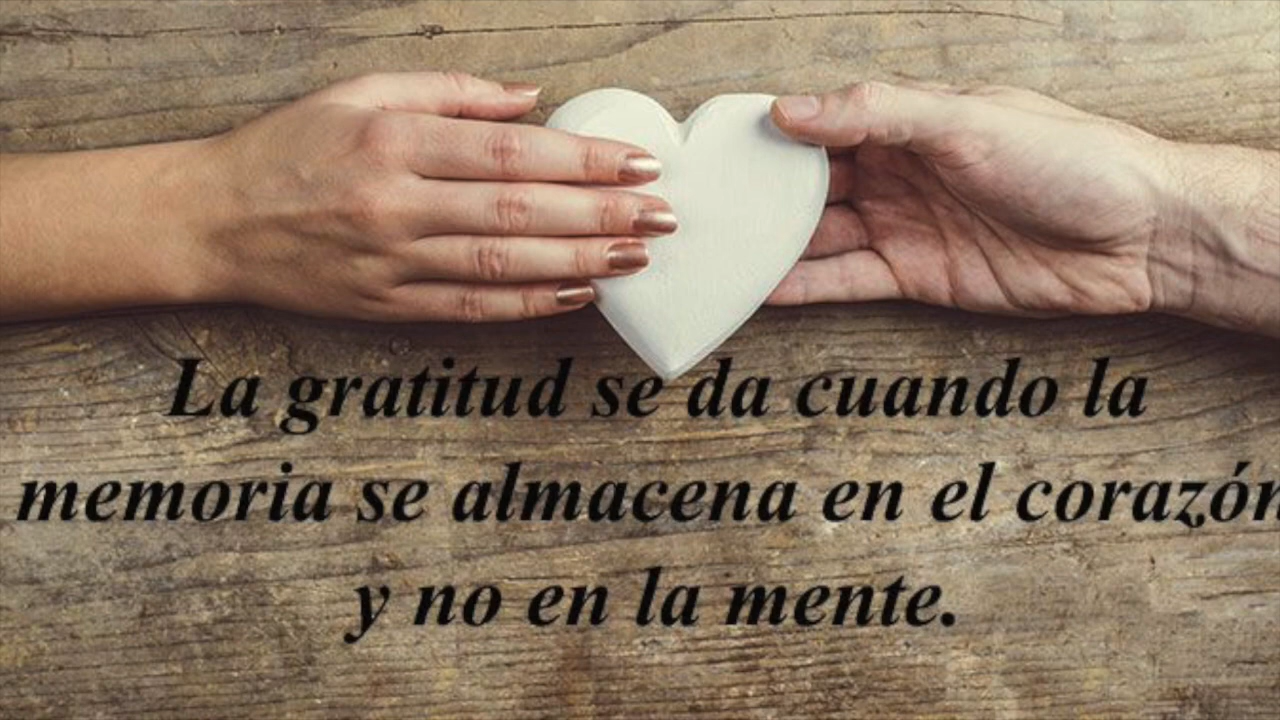 La gratitud se da cuando la
memoria se almacena en el corazón
y no en la mente.